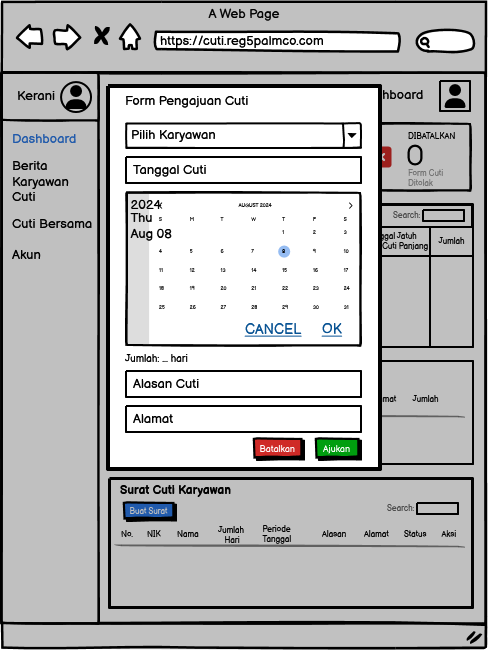 A Web Page
https://cuti.reg5palmco.com
Kerani
Dashboard
Berita
Karyawan
Cuti
Cuti Bersama
Akun
hboard
DIBATALKAN
0
Form Cuti
Ditolak
Search:
ggal Jatuh
Cuti Panjang
Jumlah
mat
Jumlah
Form Pengajuan Cuti
Pilih Karyawan
Tanggal Cuti
2024
Thu
Aug 08
AUGUST 2024
S M T W T F S
1 2 3
4 5 6 7 8 9 10
11 12 13 14 15 16 17
18 19 20 21 22 23 24
25 26 27 28 29 30 31
CANCEL OK
Jumlah: ... hari
Alasan Cuti
Alamat
Batalkan
Ajukan
Surat Cuti Karyawan
Buat Surat
Search:
No. NIK Nama Jumlah Hari Periode Tanggal Alasan Alamat Status Aksi